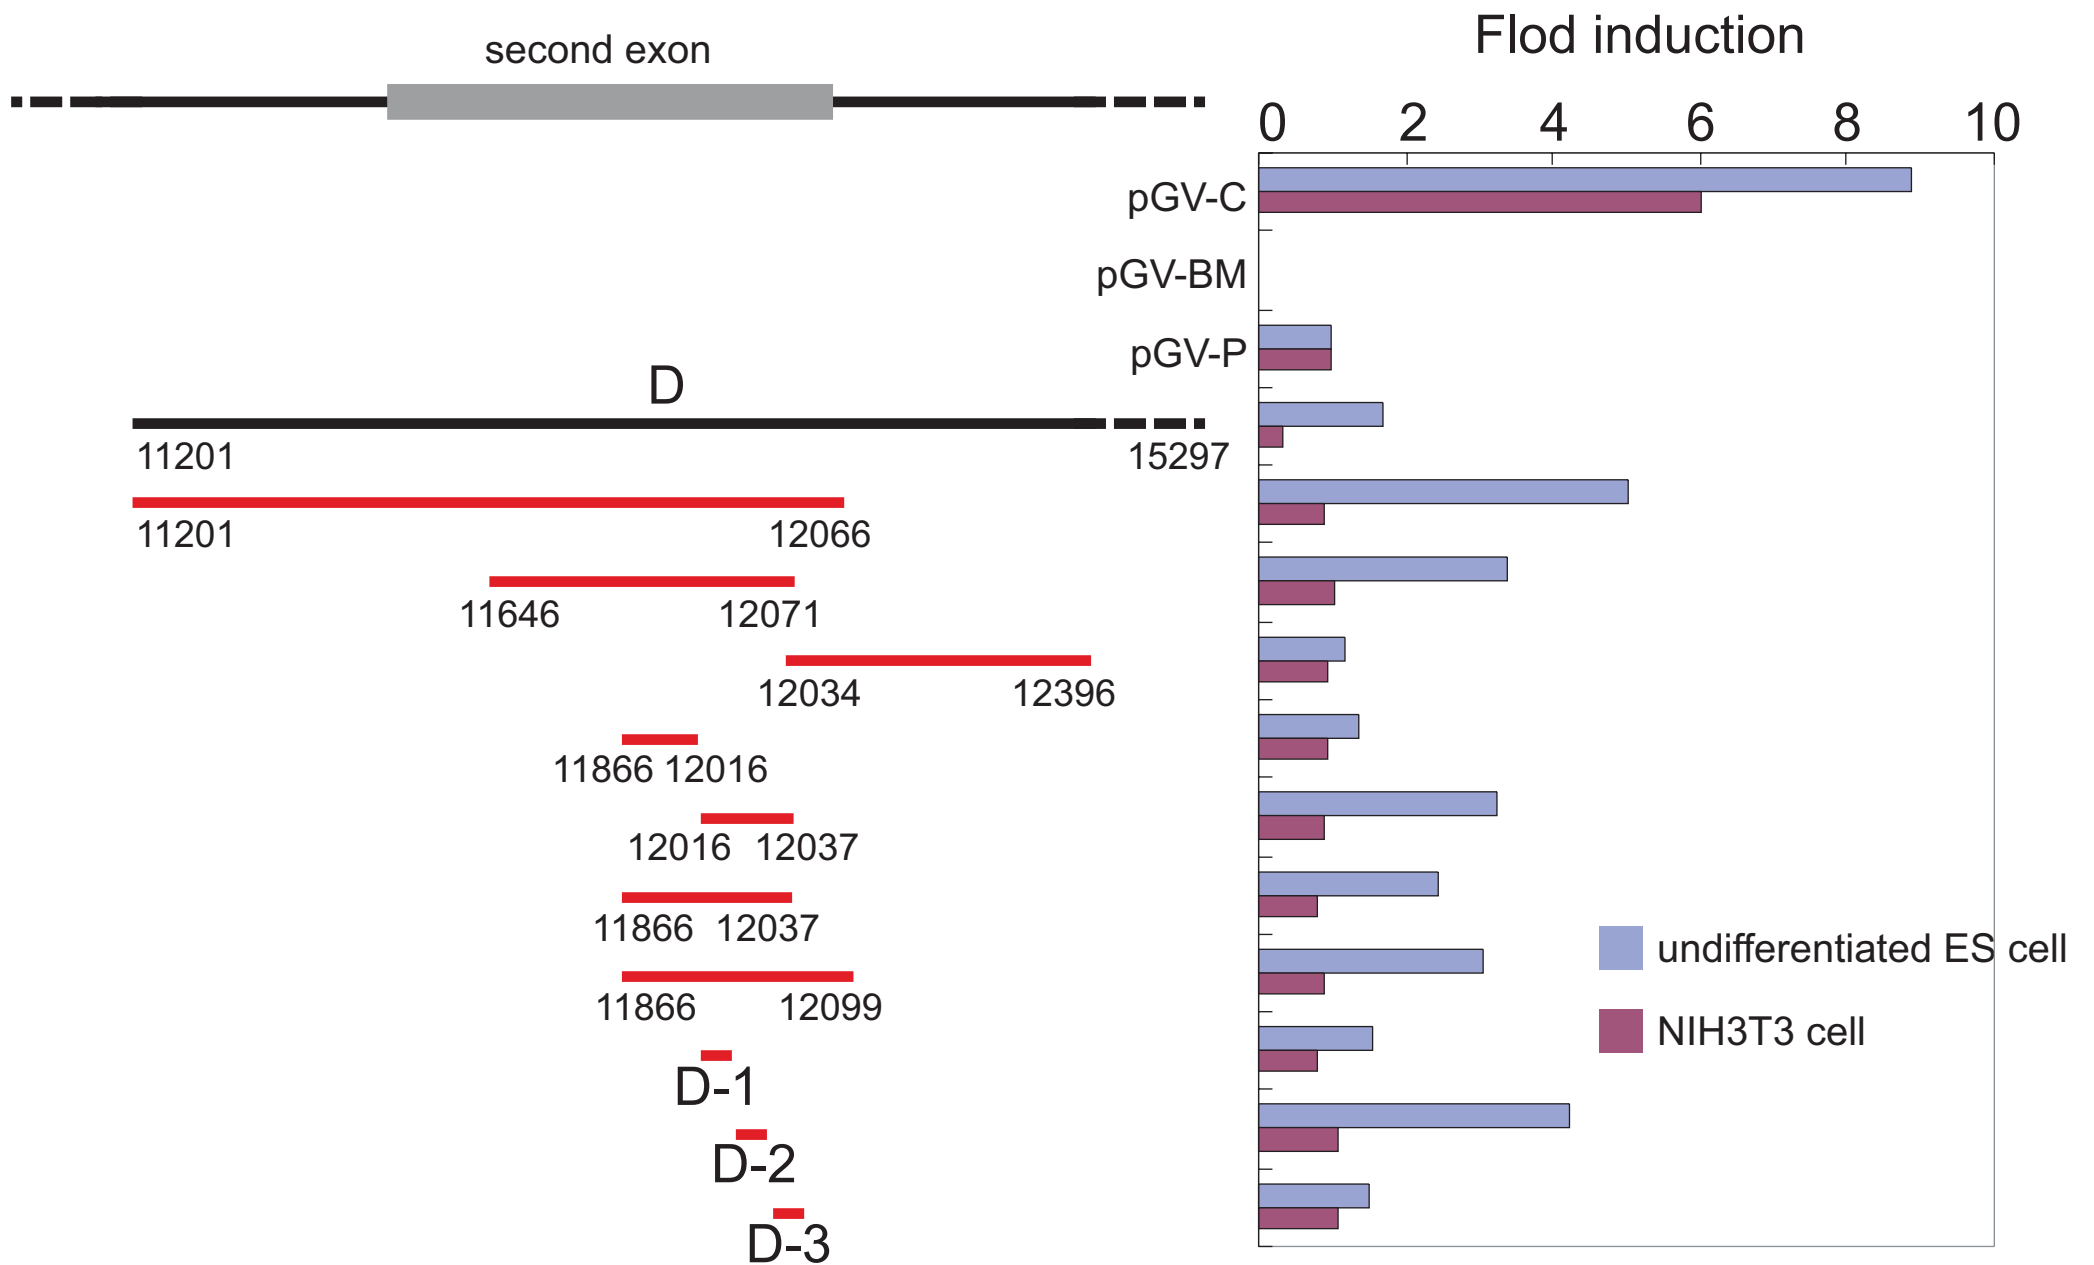 second exon
Flod induction
0 2 4 6 8 10
pGV-C
pGV-BM
pGV-P
D
11201 15297
11201 12066
11646 12071
12034 12396
11866 12016
12016 12037
11866 12037
undifferentiated ES cell
11866 12099
NIH3T3 cell
D-1
D-2
D-3